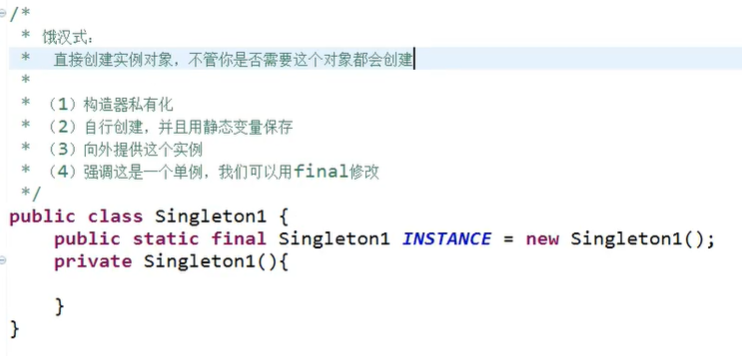 /*
 * 饿汉式：
 *  直接创建实例对象，不管你是否需要这个对象都会创建
 *
 * （1）构造器私有化
 * （2）自行创建，并且用静态变量保存
 * （3）向外提供这个实例
 * （4）强调这是一个单例，我们可以用final修改
 */
public class Singleton1 {
    public static final Singleton1 INSTANCE = new Singleton1();
    private Singleton1(){
    }
}